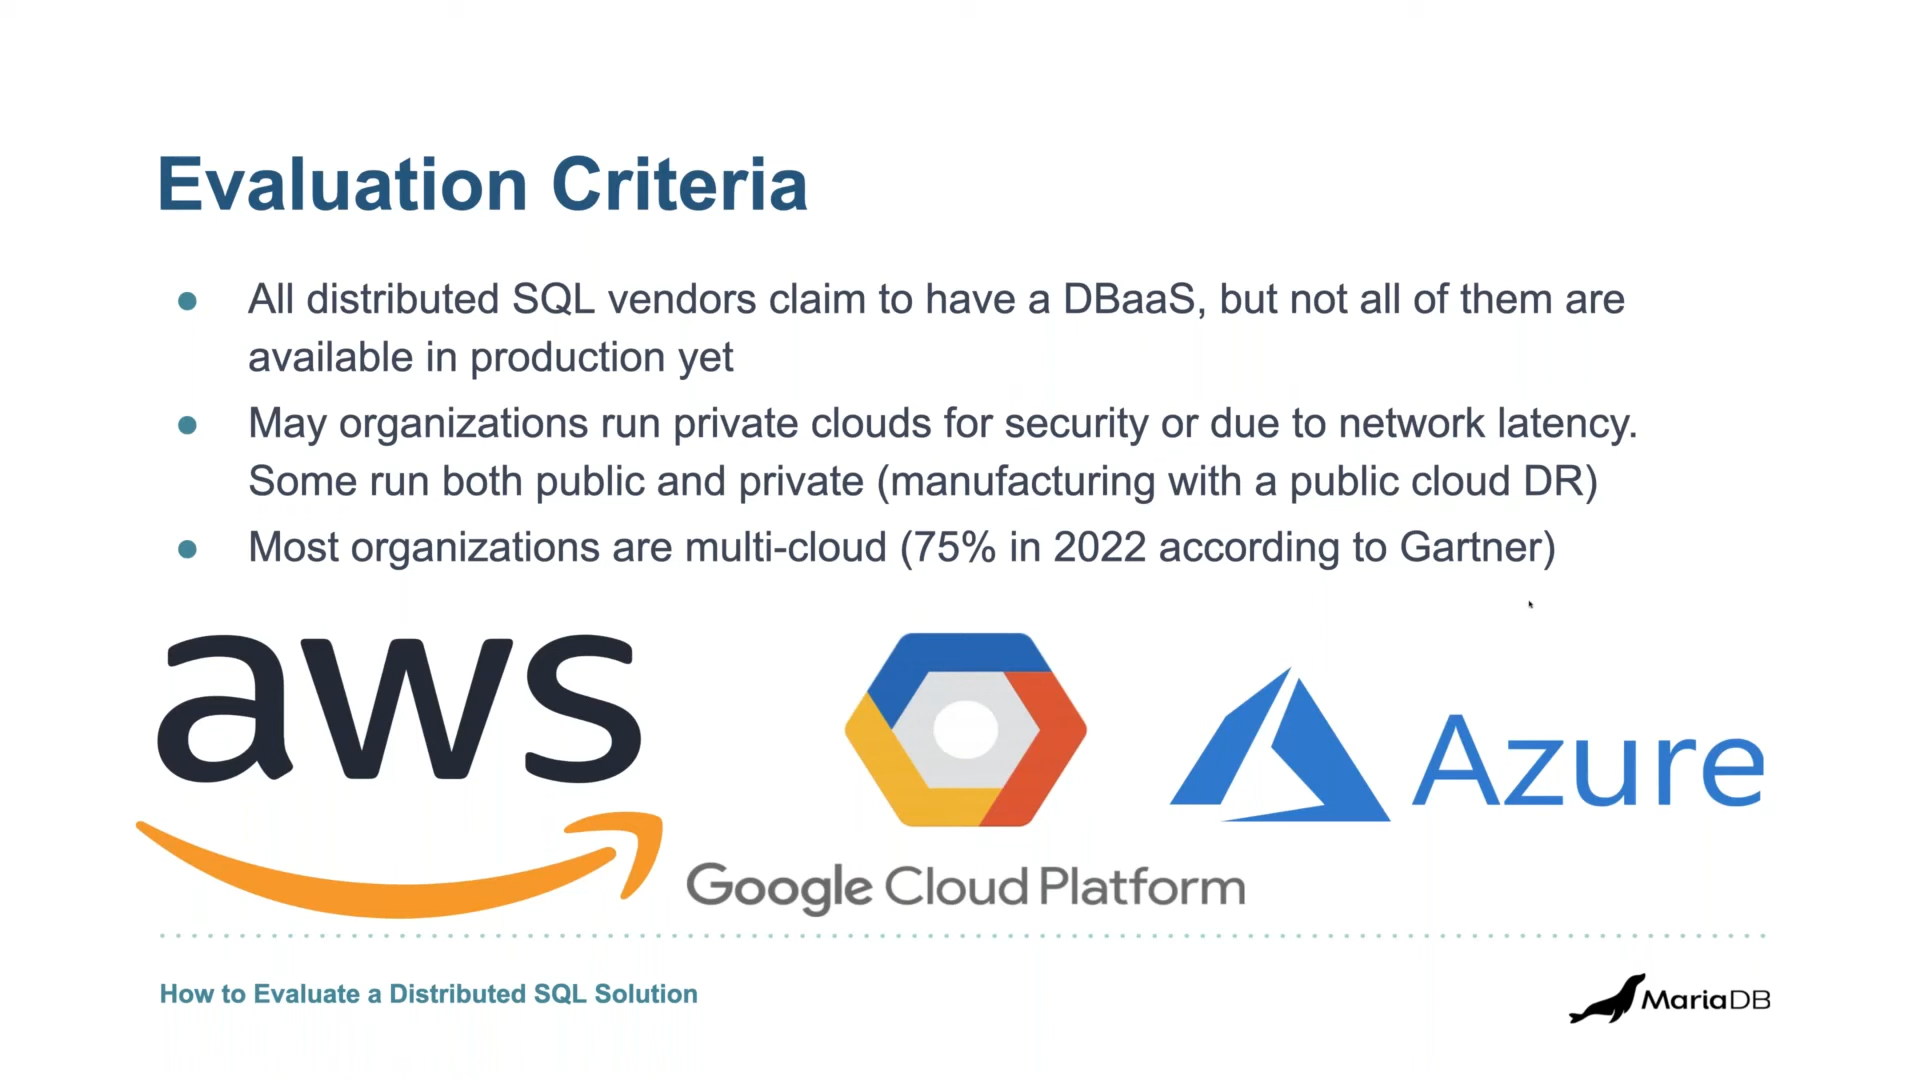 Evaluation Criteria
All distributed SQL vendors claim to have a DBaaS, but not all of them are
available in production yet
May organizations run private clouds for security or due to network latency.
Some run both public and private (manufacturing with a public cloud DR)
Most organizations are multi-cloud (75% in 2022 according to Gartner)
aws
Azure
Google Cloud Platform
How to Evaluate a Distributed SQL Solution
MariaDB